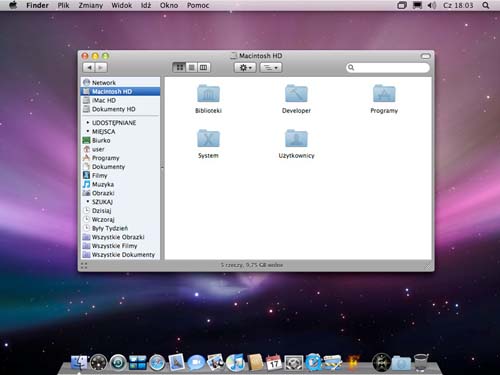 Finder Plik Zmiany Widok Idź Okno Pomoc Cz 18:03
Macintosh HD
Network
Macintosh HD
iMac HD
Dokumenty HD
UDOSTĘPNIANE
MIEJSCA
Biurko
user
Programy
Dokumenty
Filmy
Muzyka
Obrazki
SZUKAJ
Dzisiaj
Wczoraj
Były Tydzień
Wszystkie Obrazki
Wszystkie Filmy
Wszystkie Dokumenty
Biblioteki Developer Programy
System Użytkownicy
5 rzeczy, 9,75 GB wolne
17